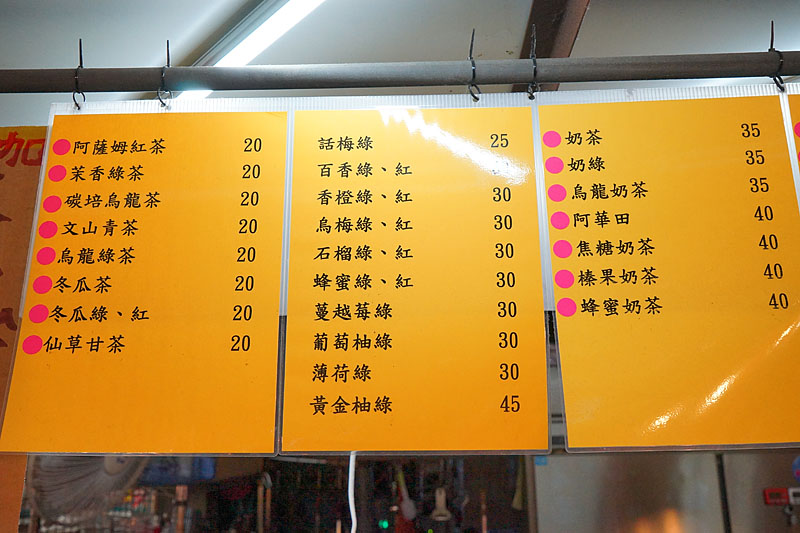 加
阿薩姆紅茶 20
茉香綠茶 20
碳培烏龍茶 20
文山青茶 20
烏龍綠茶 20
冬瓜茶 20
冬瓜綠、紅 20
仙草甘茶 20
話梅綠 25
百香綠、紅
香橙綠、紅 30
烏梅綠、紅 30
石榴綠、紅 30
蜂蜜綠、紅 30
蔓越莓綠 30
葡萄柚綠 30
薄荷綠 30
黃金柚綠 45
奶茶 35
奶綠 35
烏龍奶茶 35
阿華田 40
焦糖奶茶 40
榛果奶茶 40
蜂蜜奶茶 40